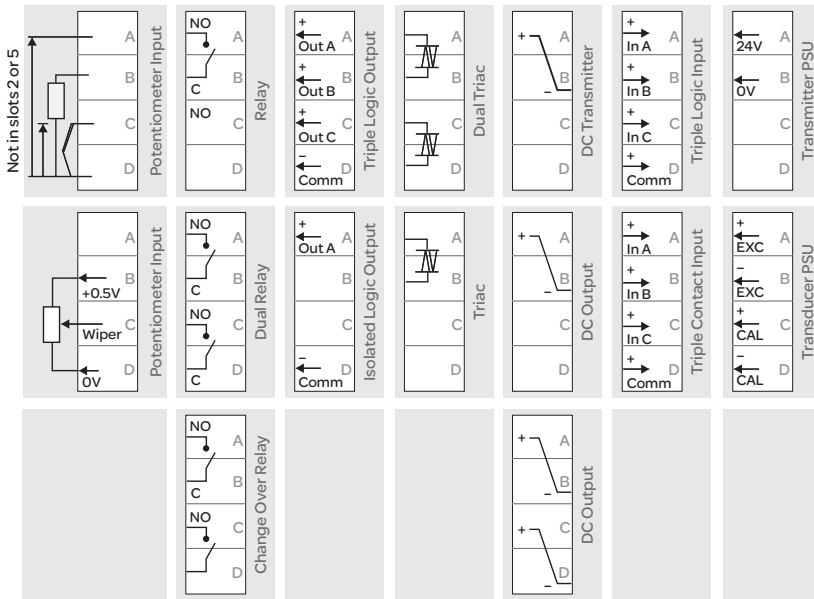 Not in slots 2 or 5
A
B
C
D
Potentiometer Input
NO
C
NO
A
B
C
D
Relay
+
Out A
+
Out B
+
Out C
−
Comm
A
B
C
D
Triple Logic Output
A
B
C
D
Dual Triac
+
−
A
B
C
D
DC Transmitter
+
In A
+
In B
+
In C
+
Comm
A
B
C
D
Triple Logic Input
+
24V
+
0V
A
B
C
D
Transmitter PSU
+0.5V
Wiper
0V
A
B
C
D
Potentiometer Input
NO
C
NO
C
A
B
C
D
Dual Relay
+
Out A
−
Comm
A
B
C
D
Isolated Logic Output
A
B
C
D
Triac
+
−
A
B
C
D
DC Output
+
In A
+
In B
+
In C
+
Comm
A
B
C
D
Triple Contact Input
+
EXC
−
EXC
+
CAL
−
CAL
A
B
C
D
Transducer PSU
NO
C
NO
A
B
C
D
Change Over Relay
+
−
+
−
A
B
C
D
DC Output